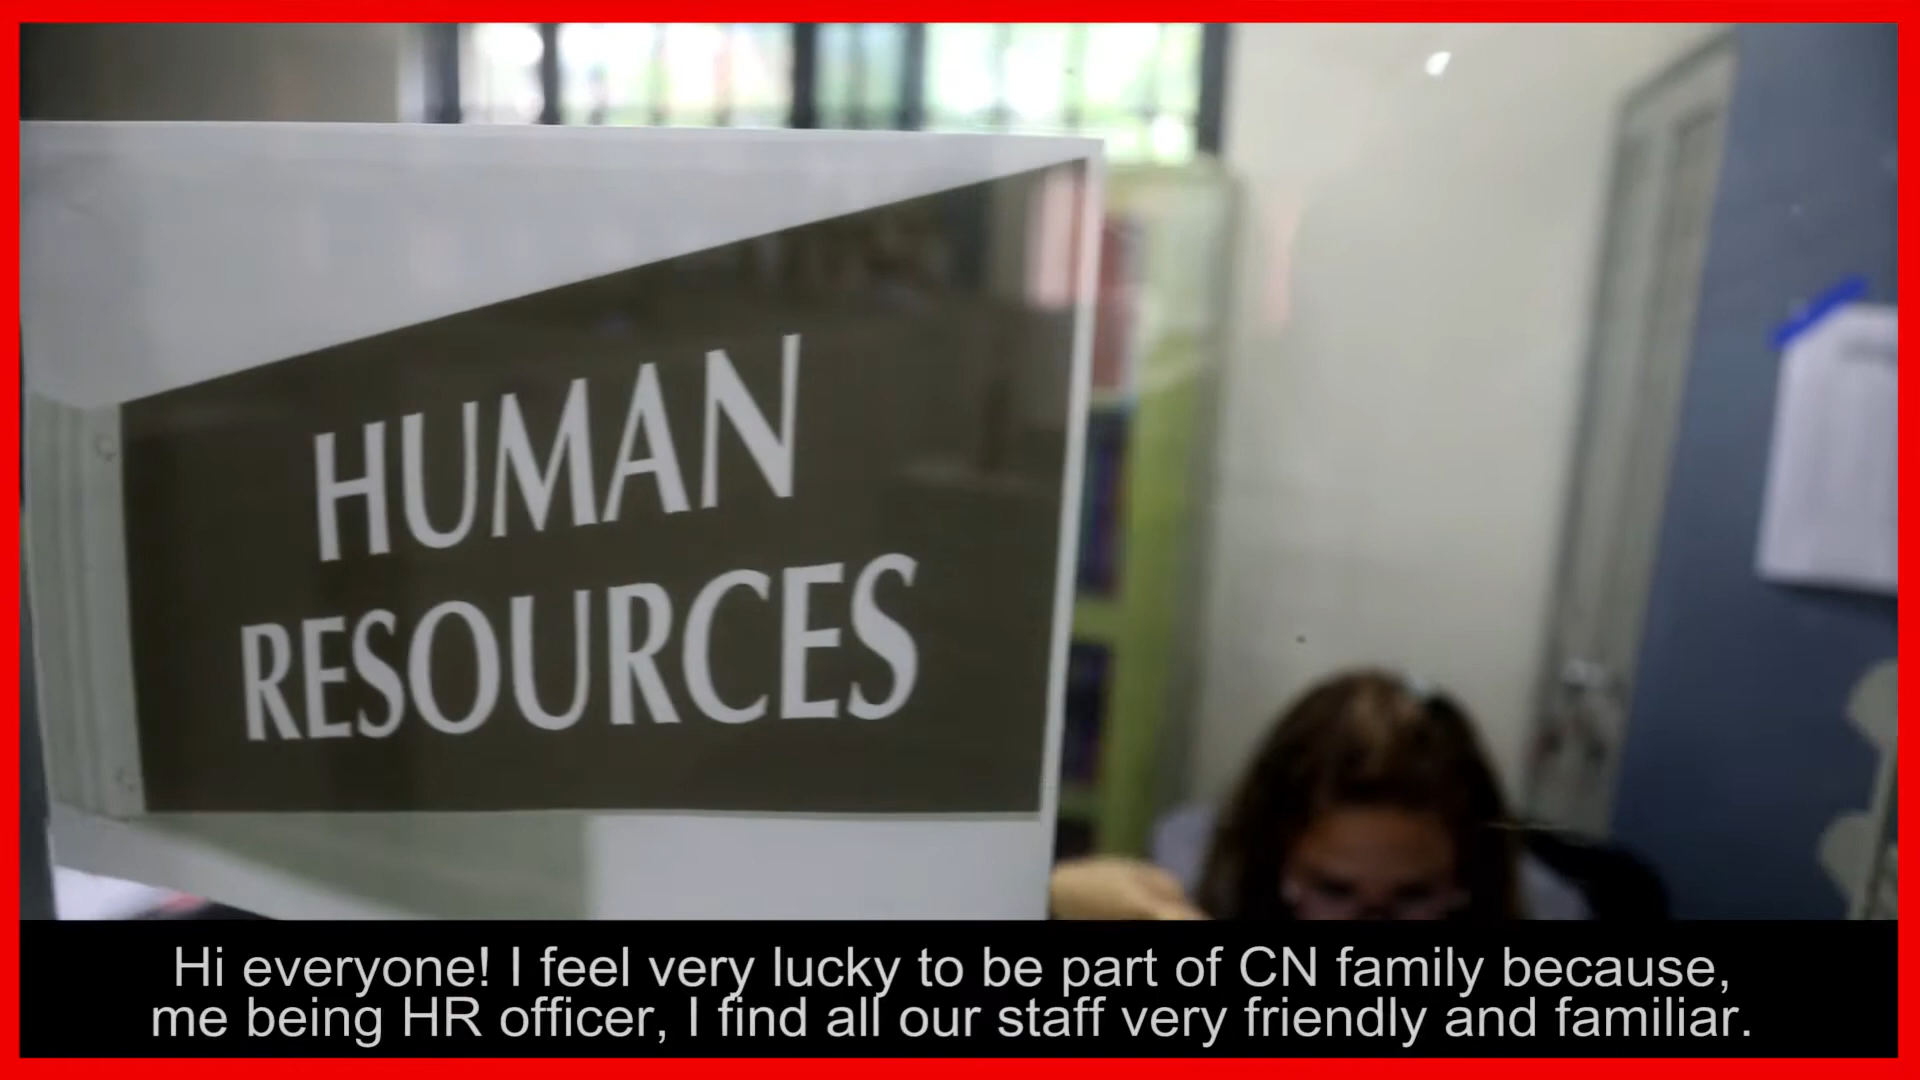 HUMAN
RESOURCES
Hi everyone! I feel very lucky to be part of CN family because,
me being HR officer, I find all our staff very friendly and familiar.